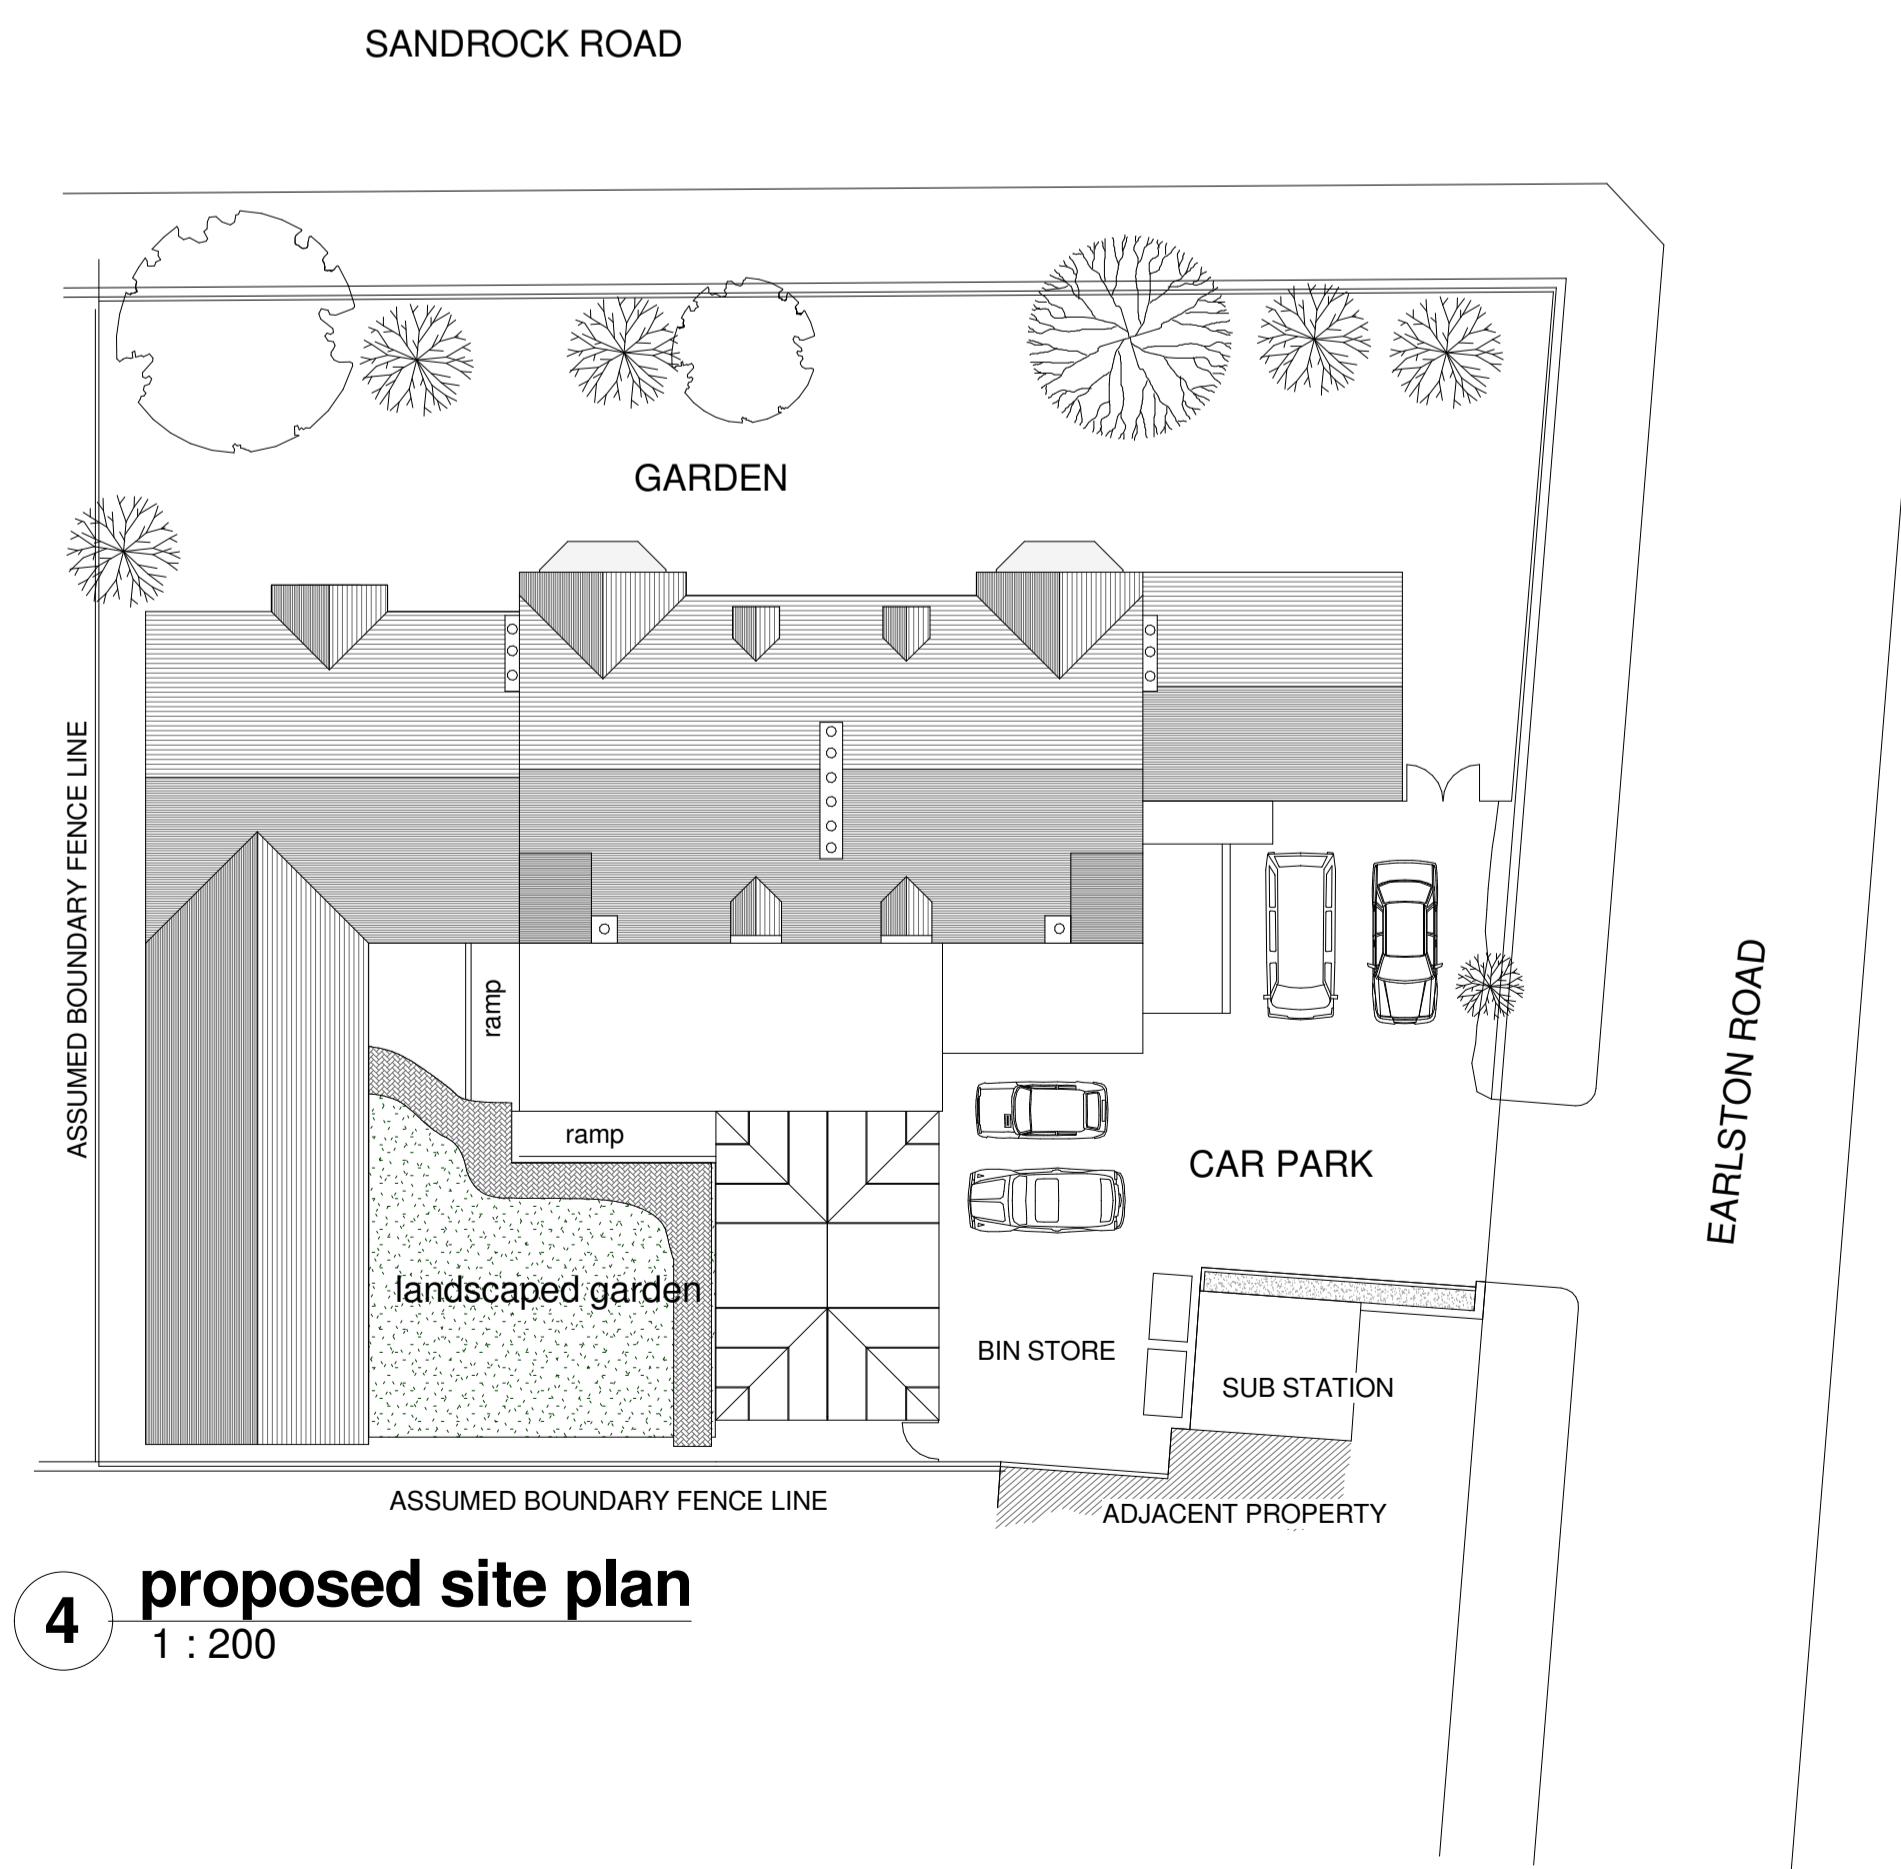 SANDROCK ROAD
GARDEN
ASSUMED BOUNDARY FENCE LINE
ramp
ramp
CAR PARK
EARLSTON ROAD
landscaped garden
BIN STORE
SUB STATION
ASSUMED BOUNDARY FENCE LINE
ADJACENT PROPERTY
4
proposed site plan
1 : 200